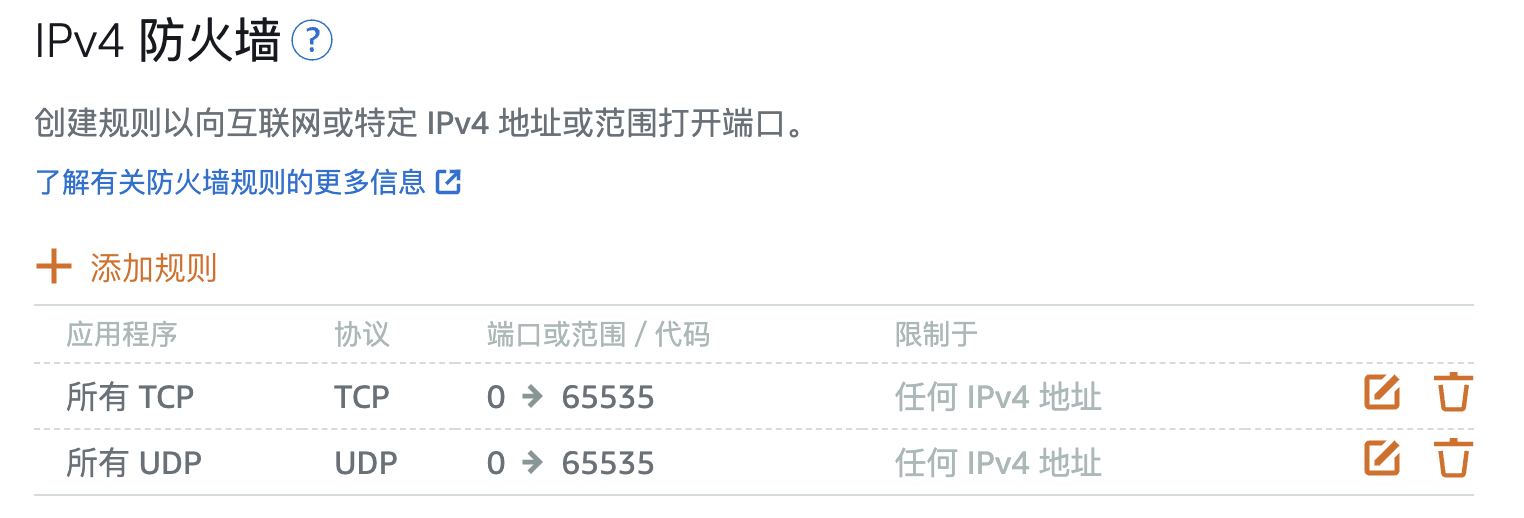 IPv4 防火墙 ?
创建规则以向互联网或特定 IPv4 地址或范围打开端口。
了解有关防火墙规则的更多信息
添加规则
应用程序 协议 端口或范围 / 代码 限制于
所有 TCP TCP 0 → 65535 任何 IPv4 地址
所有 UDP UDP 0 → 65535 任何 IPv4 地址